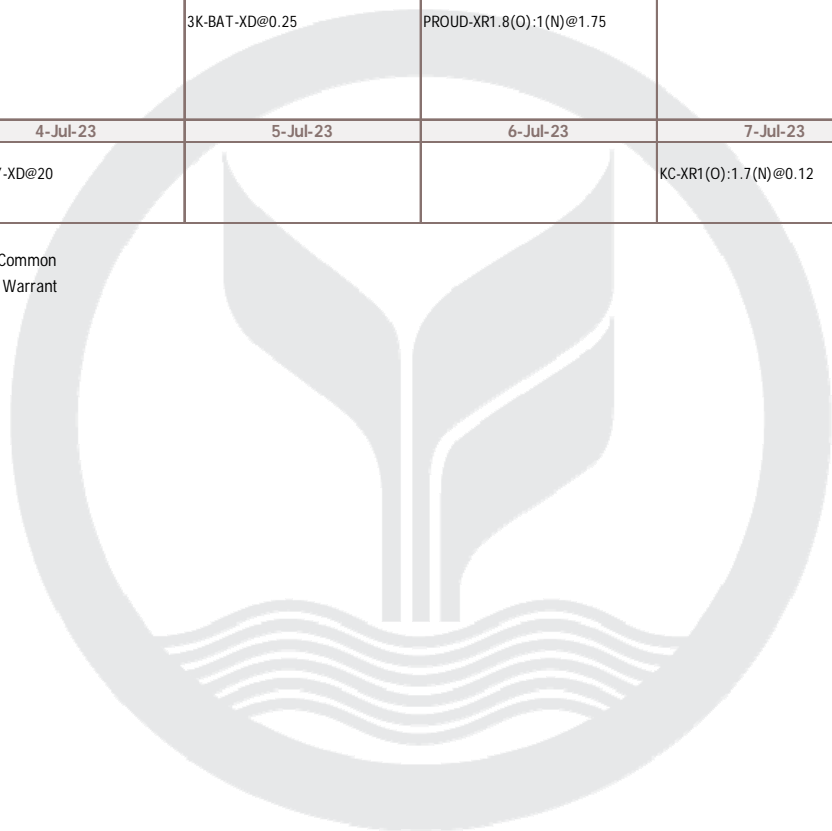 3K-BAT-XD@0.25 PROUD-XR1.8(O):1(N)@1.75
4-Jul-23 5-Jul-23 6-Jul-23 7-Jul-23
-XD@20 KC-XR1(O):1.7(N)@0.12
Common
Warrant